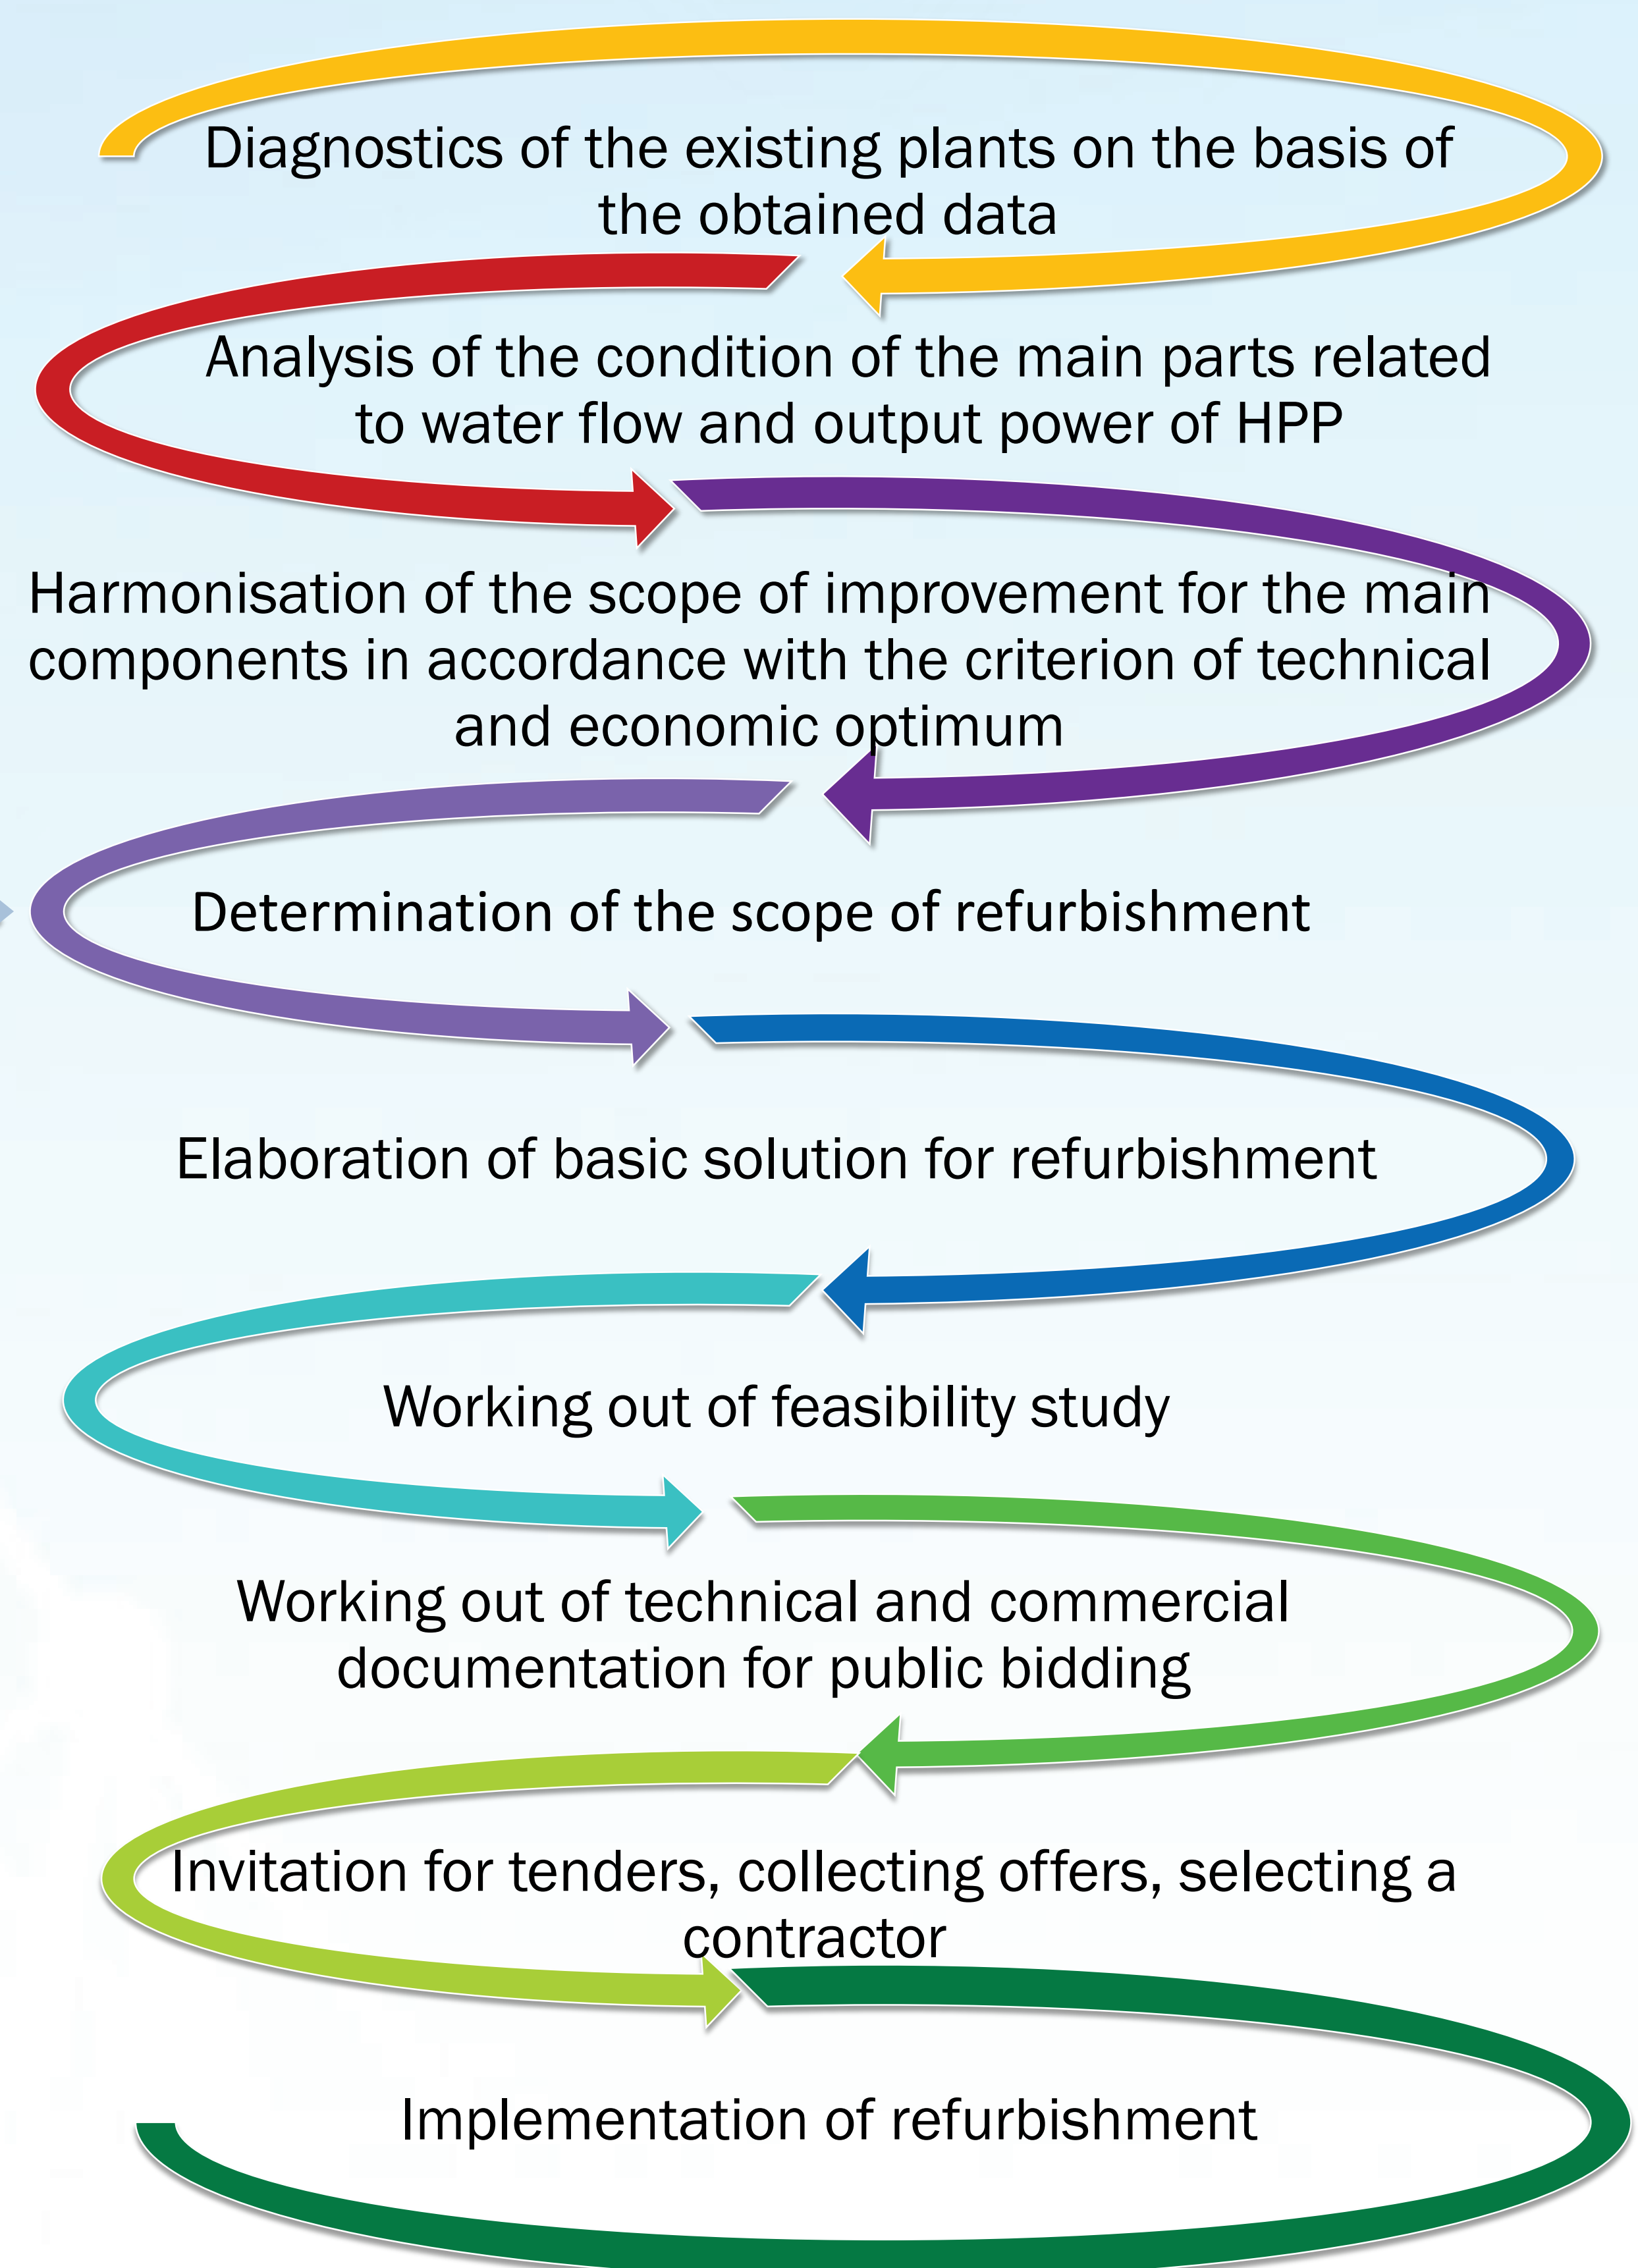 Diagnostics of the existing plants on the basis of
the obtained data
Analysis of the condition of the main parts related
to water flow and output power of HPP
Harmonisation of the scope of improvement for the main
components in accordance with the criterion of technical
and economic optimum
Determination of the scope of refurbishment
Elaboration of basic solution for refurbishment
Working out of feasibility study
Working out of technical and commercial
documentation for public bidding
Invitation for tenders, collecting offers, selecting a
contractor
Implementation of refurbishment